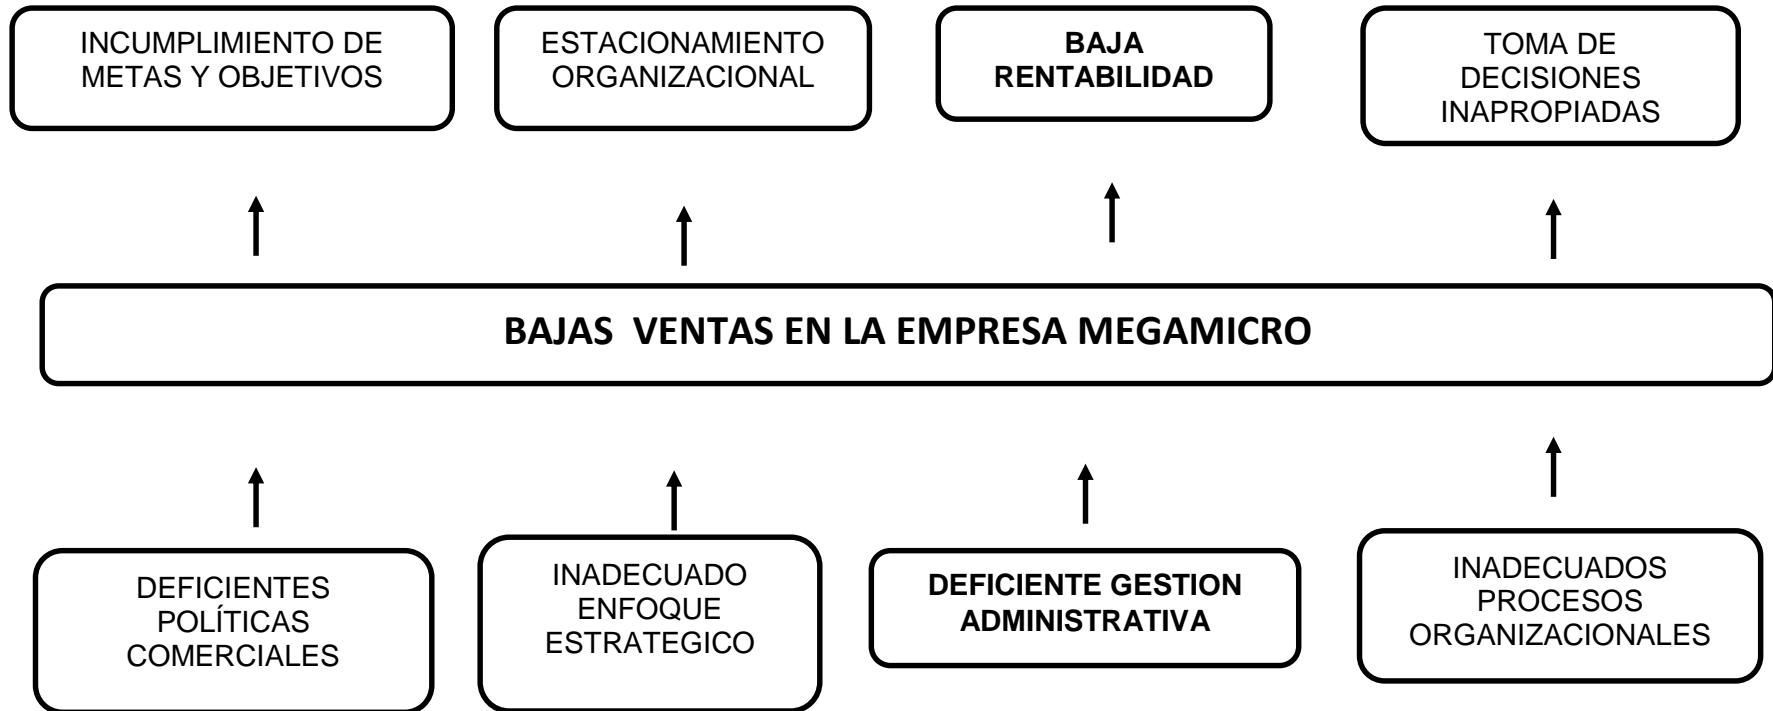 INCUMPLIMIENTO DE
METAS Y OBJETIVOS
ESTACIONAMIENTO
ORGANIZACIONAL
BAJA
RENTABILIDAD
TOMA DE
DECISIONES
INAPROPIADAS
BAJAS  VENTAS EN LA EMPRESA MEGAMICRO
DEFICIENTES
POLÍTICAS
COMERCIALES
INADECUADO
ENFOQUE
ESTRATEGICO
DEFICIENTE GESTION
ADMINISTRATIVA
INADECUADOS
PROCESOS
ORGANIZACIONALES